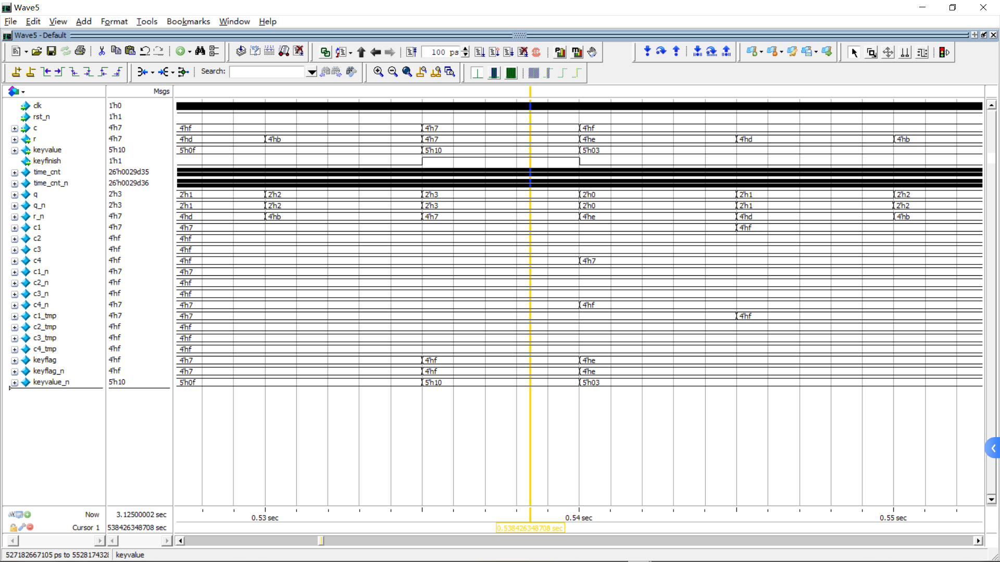 Wave5
File Edit View Add Format Tools Bookmarks Window Help
Wave5 - Default
100 ps
Search:
Msgs
clk 1'h0
rst_n 1'h1
c 4'h7 4'hf 4'h7 4'hf
r 4'h7 4'hd 4'hb 4'h7 4'he 4'hd 4'hb
keyvalue 5'h10 5'h0f 5'h10 5'h03
keyfinish 1'h1
time_cnt 26'h0029d35
time_cnt_n 26'h0029d36
q 2'h3 2'h1 2'h2 2'h3 2'h0 2'h1 2'h2
q_n 2'h3 2'h1 2'h2 2'h3 2'h0 2'h1 2'h2
r_n 4'h7 4'hd 4'hb 4'h7 4'he 4'hd 4'hb
c1 4'h7 4'h7 4'hf
c2 4'hf 4'hf
c3 4'hf 4'hf
c4 4'hf 4'hf 4'h7
c1_n 4'h7 4'h7
c2_n 4'hf 4'hf
c3_n 4'hf 4'hf
c4_n 4'h7 4'h7 4'hf
c1_tmp 4'h7 4'h7 4'hf
c2_tmp 4'hf 4'hf
c3_tmp 4'hf 4'hf
c4_tmp 4'hf 4'hf
keyflag 4'hf 4'h7 4'hf 4'he
keyflag_n 4'hf 4'h7 4'hf 4'he
keyvalue_n 5'h10 5'h0f 5'h10 5'h03
Now 3.12500002 sec 0.53 sec 0.54 sec 0.55 sec
Cursor 1 538426348708 sec 0.538426348708 sec
527182667105 ps to 552817432 keyvalue